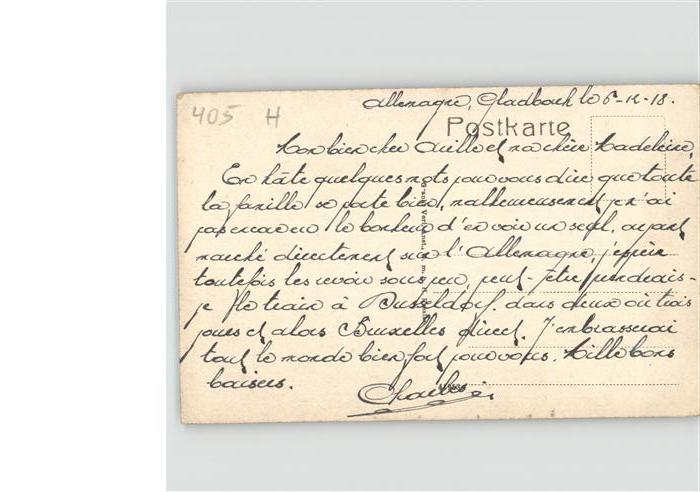 405 H
Allemagne, Gladbach le 6-12-18.
Postkarte
Mon bien cher Achille et ma chère Madeleine,
En hâte quelques mots pour vous dire que toute
la famille se porte bien, malheureusement je n'ai
pas encore eu le bonheur d'en voir un seul, ayant
marché directement sur l'Allemagne, j'espère
toutefois les revoir sous peu, peut-être prendrais-
je le train à Dusseldorf dans deux ou trois
jours et alors Bruxelles direct. J'embrasserai
tout le monde bien fort pour vous. Mille bons
baisers.
Charles